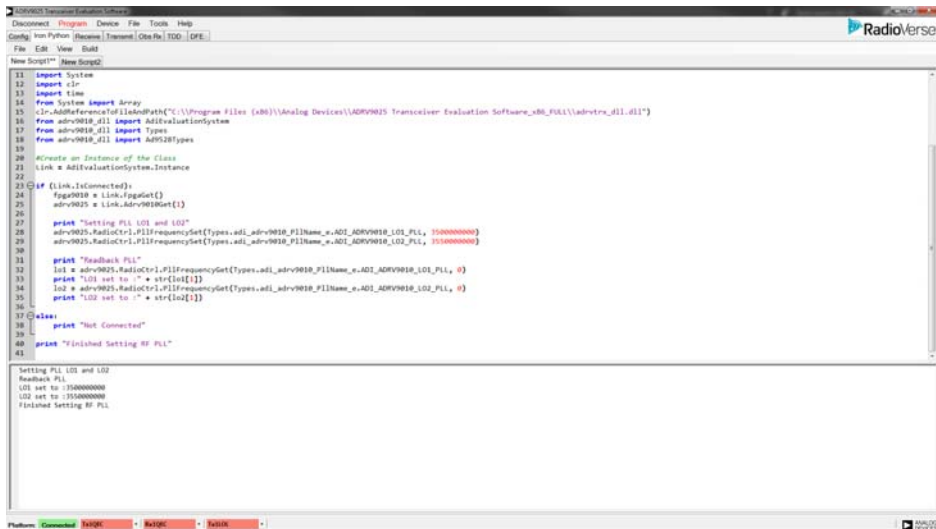 ADRV9025 Transceiver Evaluation Software
Disconnect Program Device File Tools Help
Config Iron Python Receive Transmit Obs Rx TDD DFE
RadioVerse
File Edit View Build
New Script1** New Script2
11 import System
12 import clr
13 import time
14 from System import Array
15 clr.AddReferenceToFileAndPath("C:\\Program Files (x86)\\Analog Devices\\ADRV9025 Transceiver Evaluation Software_x86_FULL\\adrvtrx_dll.dll")
16 from adrv9010_dll import AdiEvaluationSystem
17 from adrv9010_dll import Types
18 from adrv9010_dll import Ad9528Types
19
20 #Create an Instance of the Class
21 Link = AdiEvaluationSystem.Instance
22
23 if (Link.IsConnected):
24 fpga9010 = Link.FpgaGet()
25 adrv9025 = Link.Adrv9010Get(1)
26
27 print "Setting PLL LO1 and LO2"
28 adrv9025.RadioCtrl.PllFrequencySet(Types.adi_adrv9010_PllName_e.ADI_ADRV9010_LO1_PLL, 3500000000)
29 adrv9025.RadioCtrl.PllFrequencySet(Types.adi_adrv9010_PllName_e.ADI_ADRV9010_LO2_PLL, 3550000000)
30
31 print "Readback PLL"
32 lo1 = adrv9025.RadioCtrl.PllFrequencyGet(Types.adi_adrv9010_PllName_e.ADI_ADRV9010_LO1_PLL, 0)
33 print "LO1 set to :" + str(lo1[1])
34 lo2 = adrv9025.RadioCtrl.PllFrequencyGet(Types.adi_adrv9010_PllName_e.ADI_ADRV9010_LO2_PLL, 0)
35 print "LO2 set to :" + str(lo2[1])
36
37 else:
38 print "Not Connected"
39
40 print "Finished Setting RF PLL"
41
Setting PLL LO1 and LO2
Readback PLL
LO1 set to :3500000000
LO2 set to :3550000000
Finished Setting RF PLL
Platform: Connected Tx1QEC Rx1QEC Tx1LOL
ANALOG